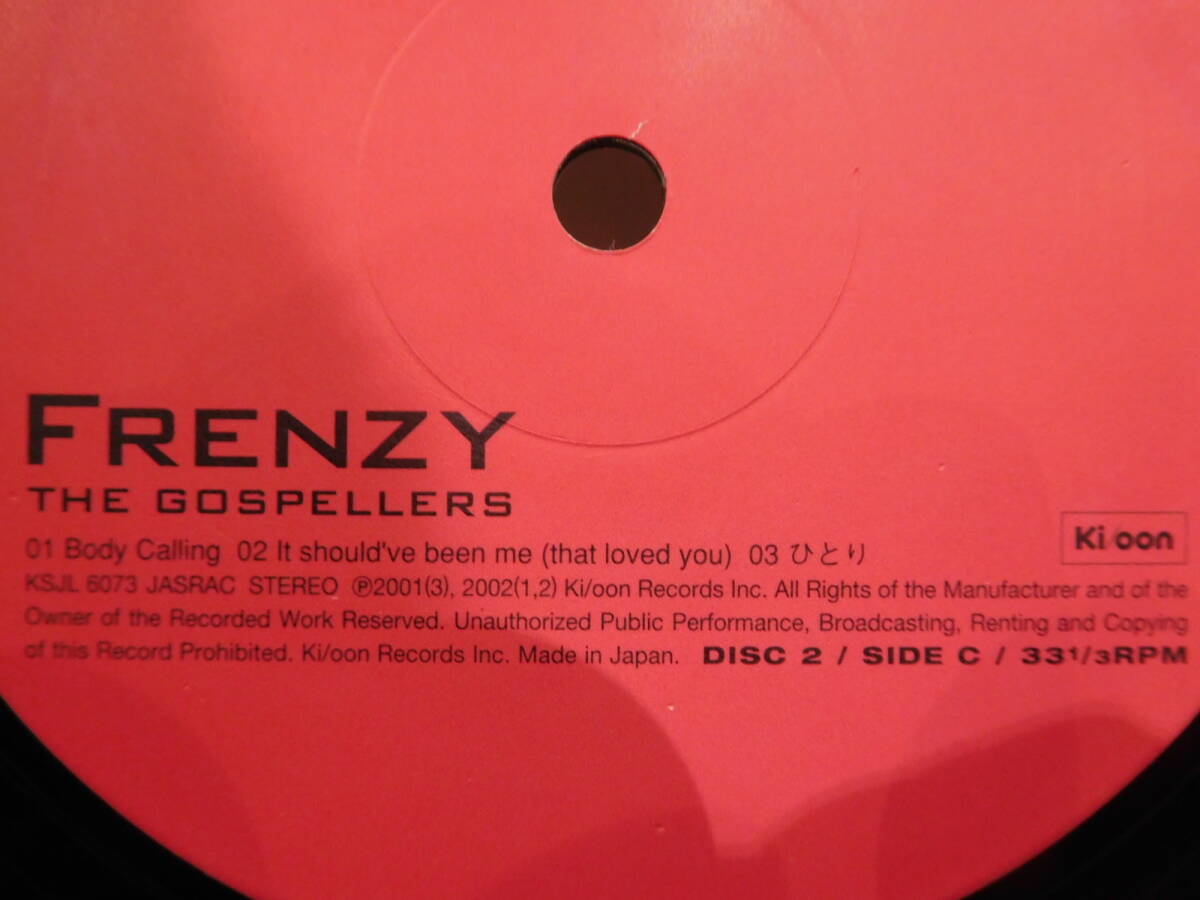 FRENZY
THE GOSPELLERS
01 Body Calling 02 It should've been me (that loved you) 03 ひとり
Ki/oon
KSJL 6073 JASRAC STEREO ℗2001(3), 2002(1,2) Ki/oon Records Inc. All Rights of the Manufacturer and of the
Owner of the Recorded Work Reserved. Unauthorized Public Performance, Broadcasting, Renting and Copying
of this Record Prohibited. Ki/oon Records Inc. Made in Japan. DISC 2 / SIDE C / 33 1/3RPM